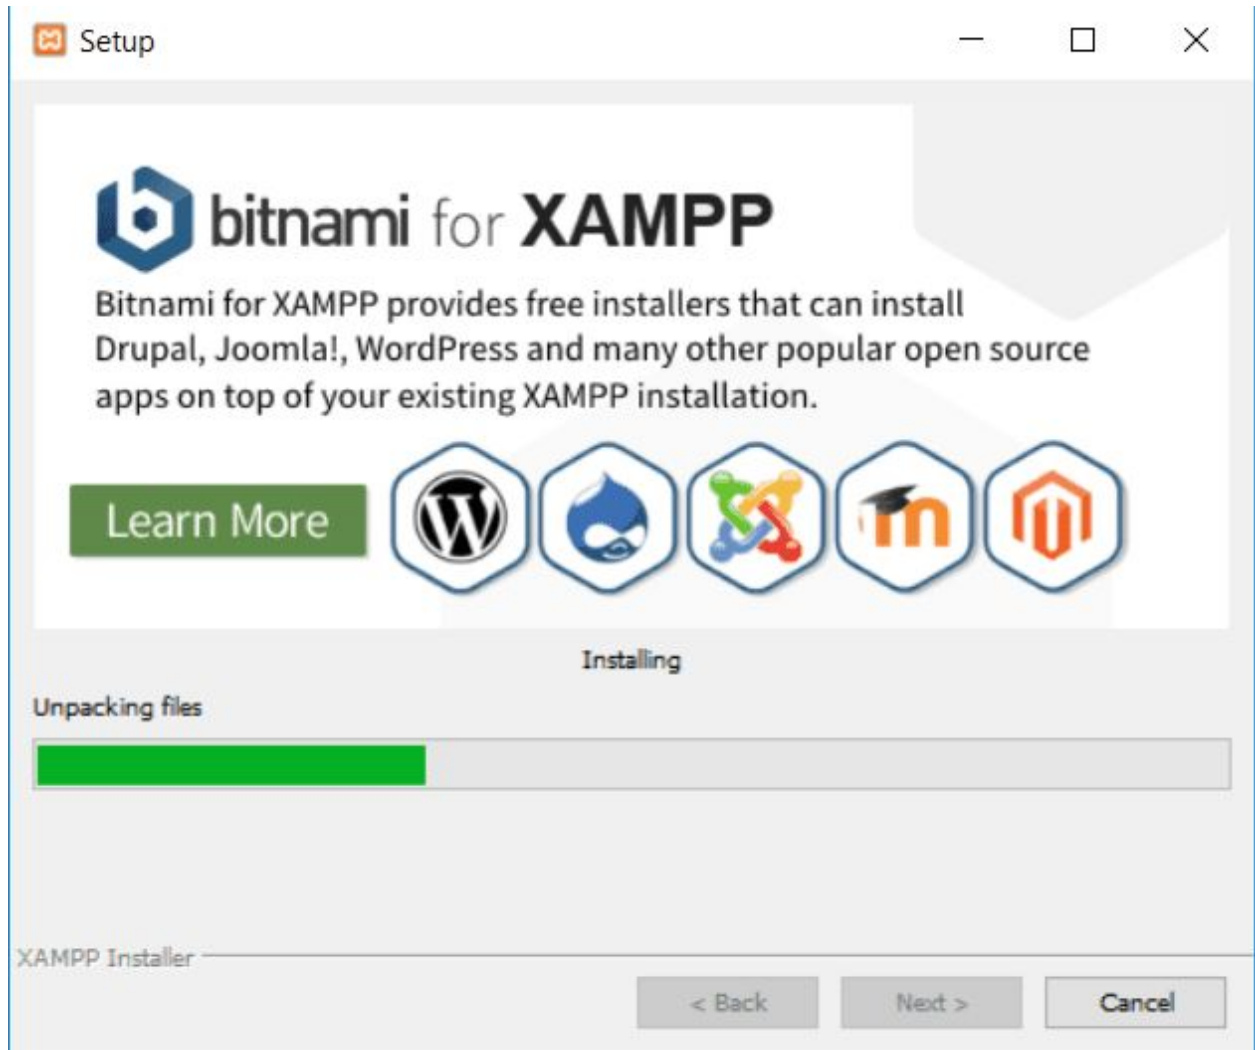 Setup
bitnami for XAMPP
Bitnami for XAMPP provides free installers that can install
Drupal, Joomla!, WordPress and many other popular open source
apps on top of your existing XAMPP installation.
Learn More
Installing
Unpacking files
XAMPP Installer
< Back Next > Cancel